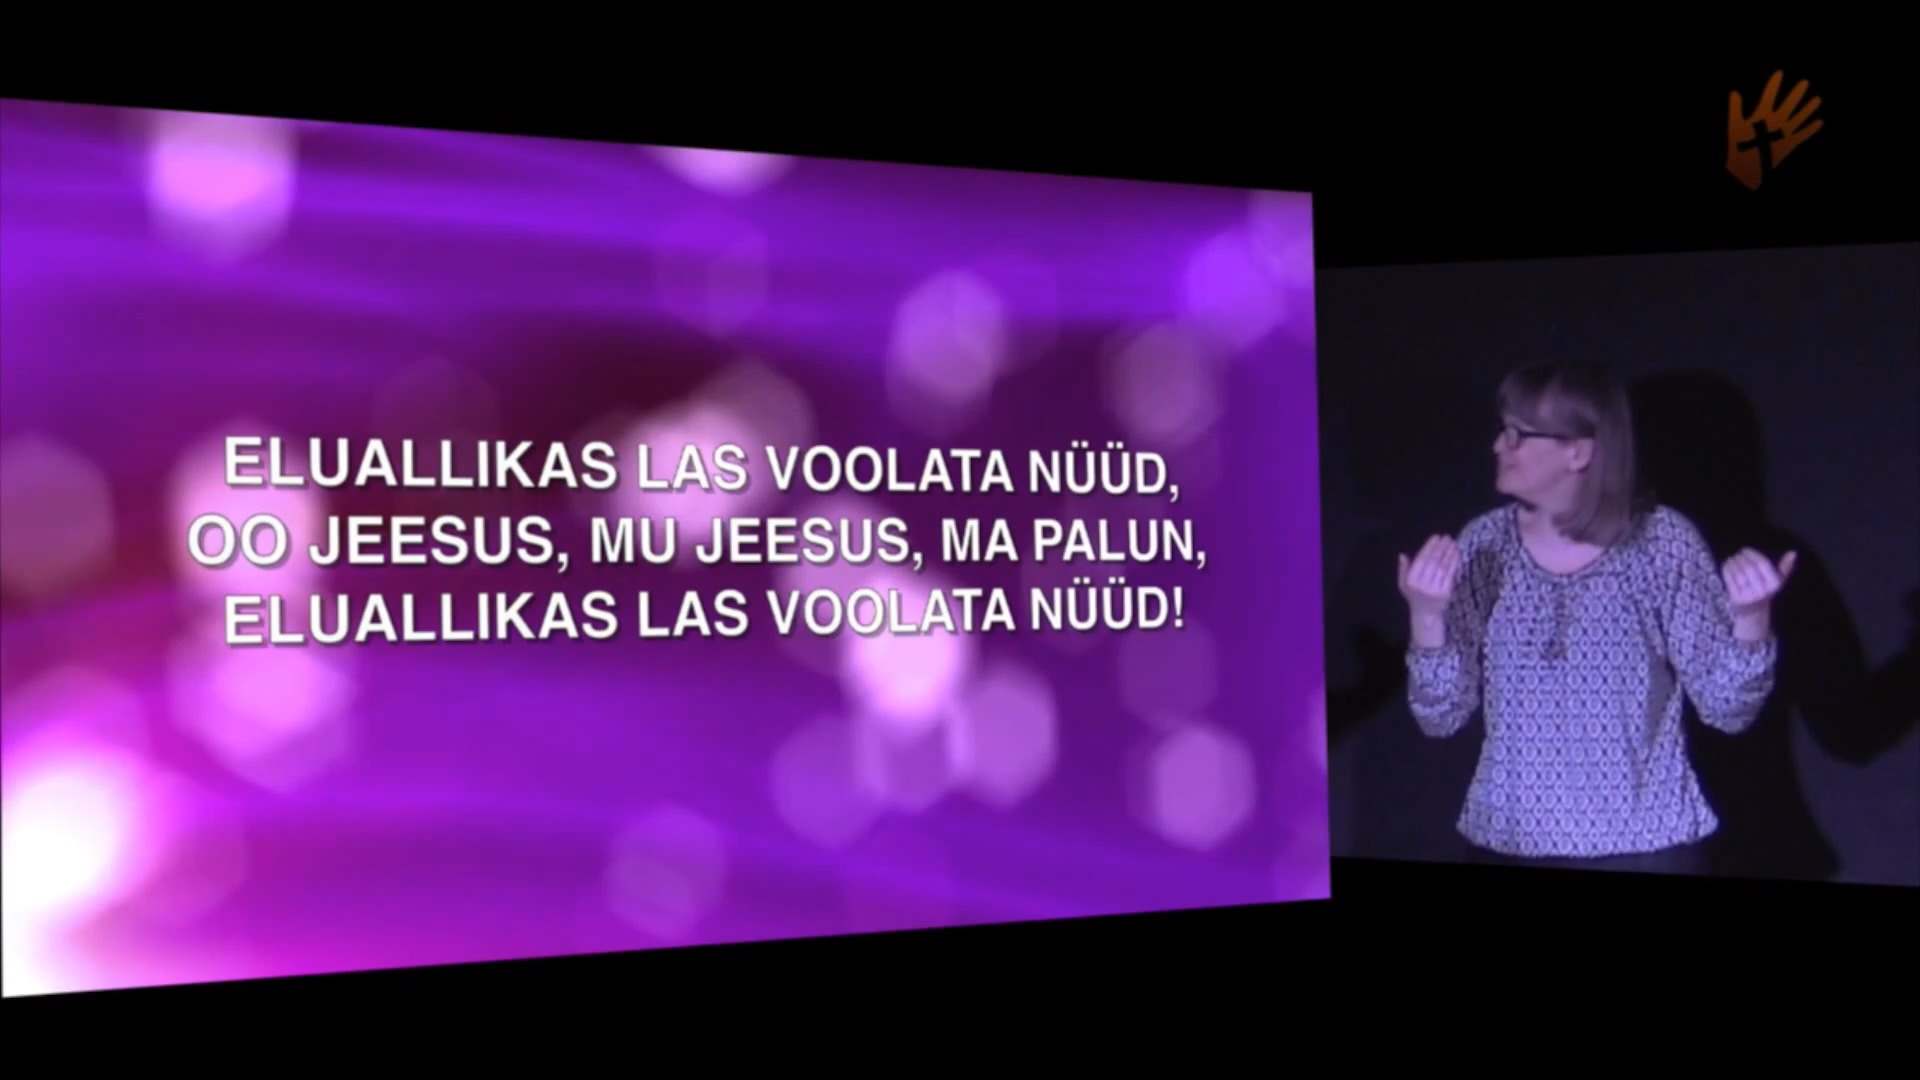 ELUALLIKAS LAS VOOLATA NÜÜD,
OO JEESUS, MU JEESUS, MA PALUN,
ELUALLIKAS LAS VOOLATA NÜÜD!